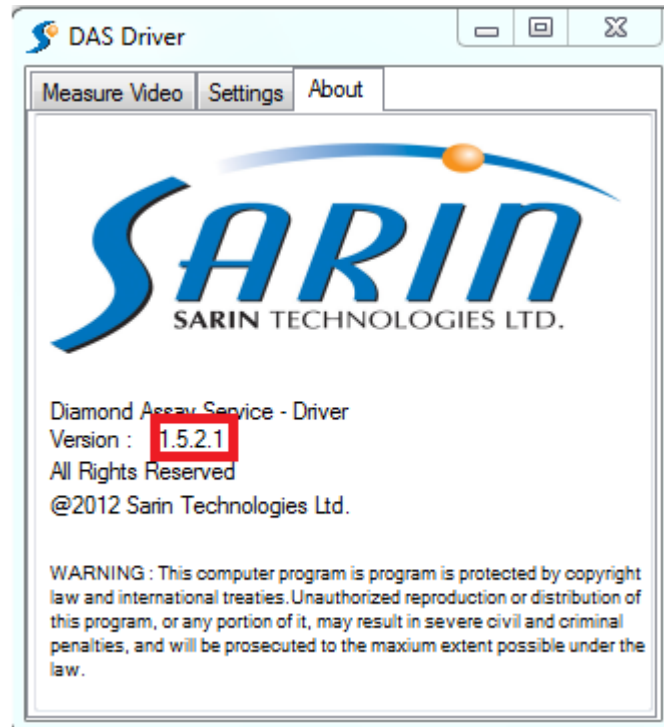 DAS Driver
Measure Video Settings About
SARIN
SARIN TECHNOLOGIES LTD.
Diamond Assay Service - Driver
Version : 1.5.2.1
All Rights Reserved
@2012 Sarin Technologies Ltd.
WARNING : This computer program is program is protected by copyright
law and international treaties.Unauthorized reproduction or distribution of
this program, or any portion of it, may result in severe civil and criminal
penalties, and will be prosecuted to the maxium extent possible under the
law.